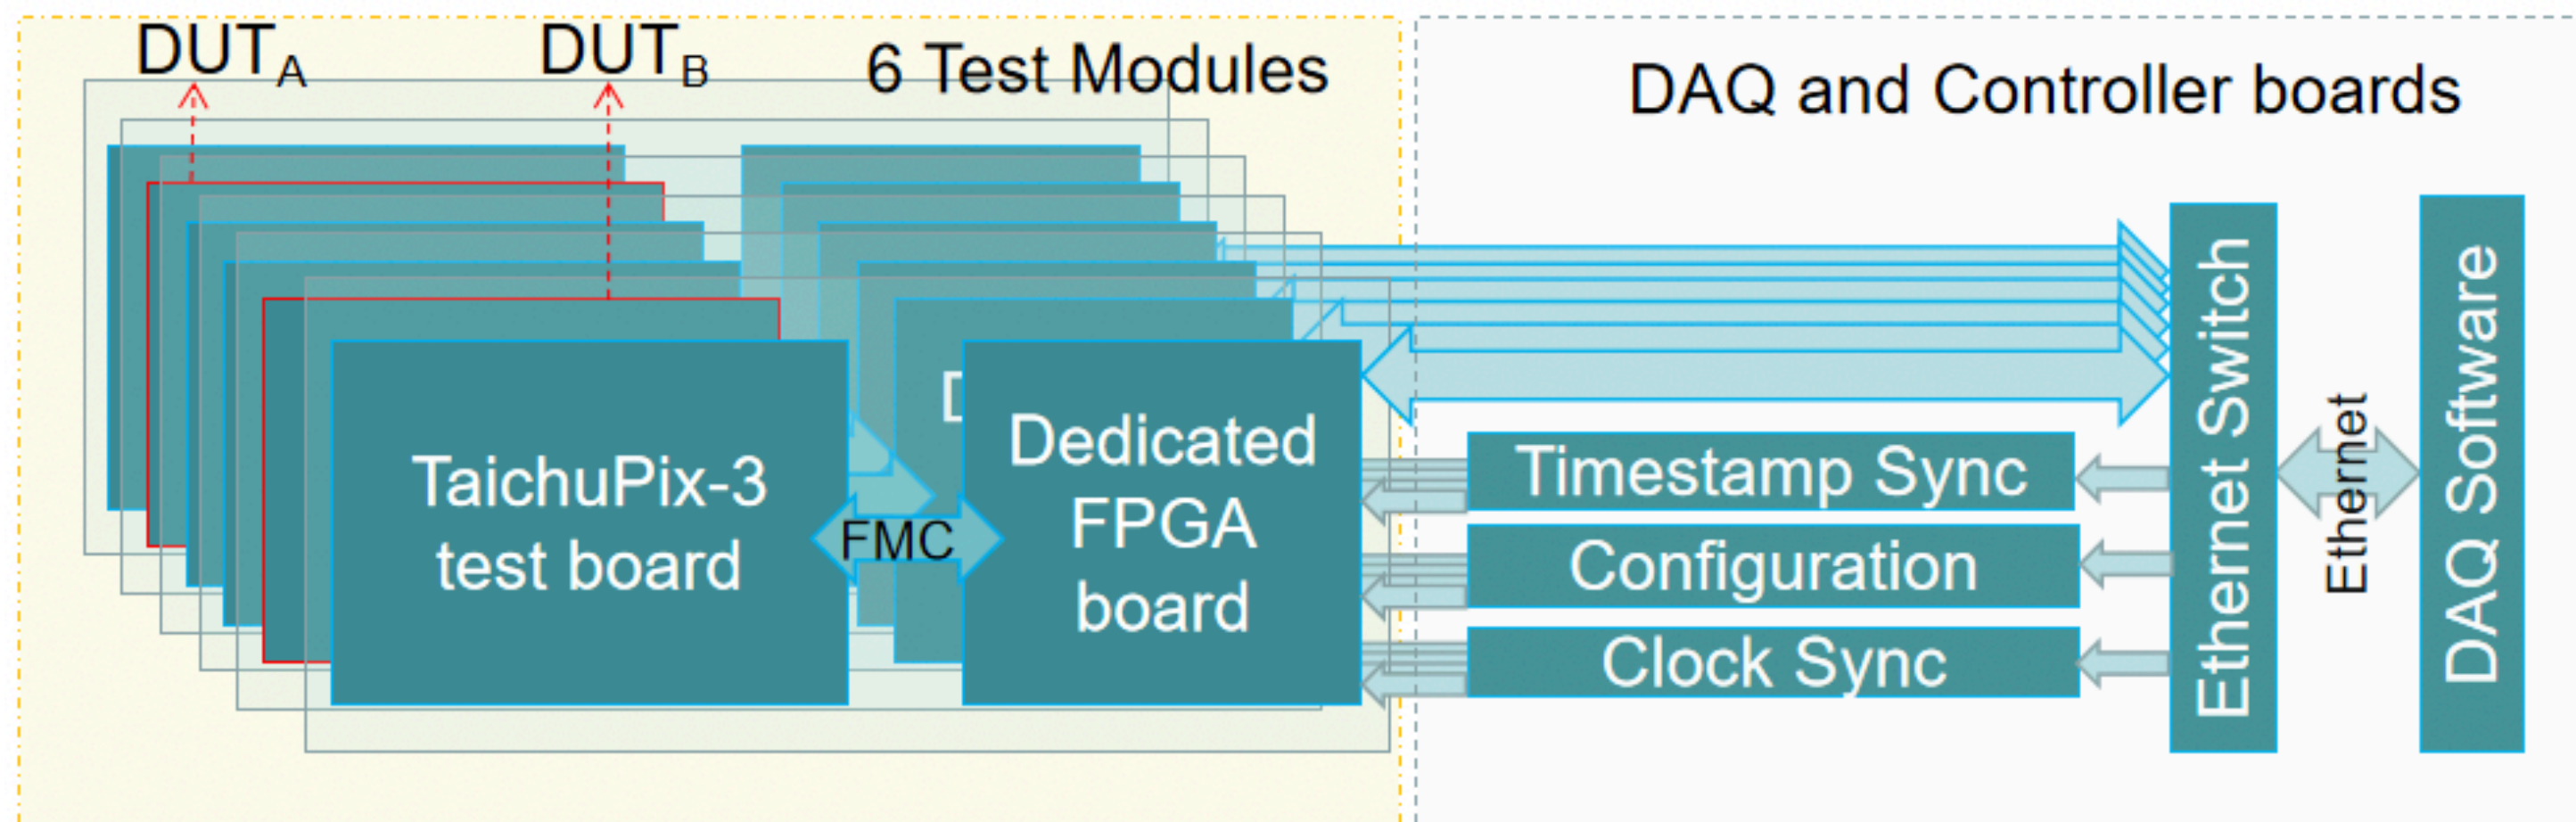 DUTA
DUTB
6 Test Modules
DAQ and Controller boards
TaichuPix-3
test board
FMC
D
Dedicated
FPGA
board
Timestamp Sync
Configuration
Clock Sync
Ethernet Switch
Ethernet
DAQ Software